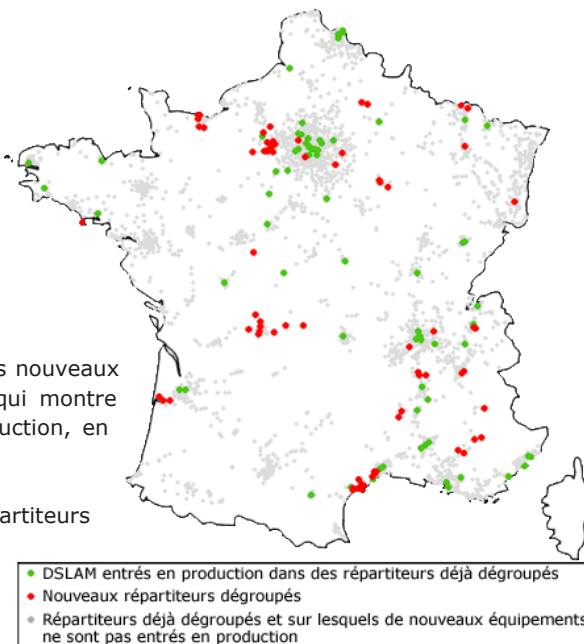 s nouveaux
qui montre
uction, en
artiteurs
DSLAM entrés en production dans des répartiteurs déjà dégroupés
Nouveaux répartiteurs dégroupés
Répartiteurs déjà dégroupés et sur lesquels de nouveaux équipements
ne sont pas entrés en production